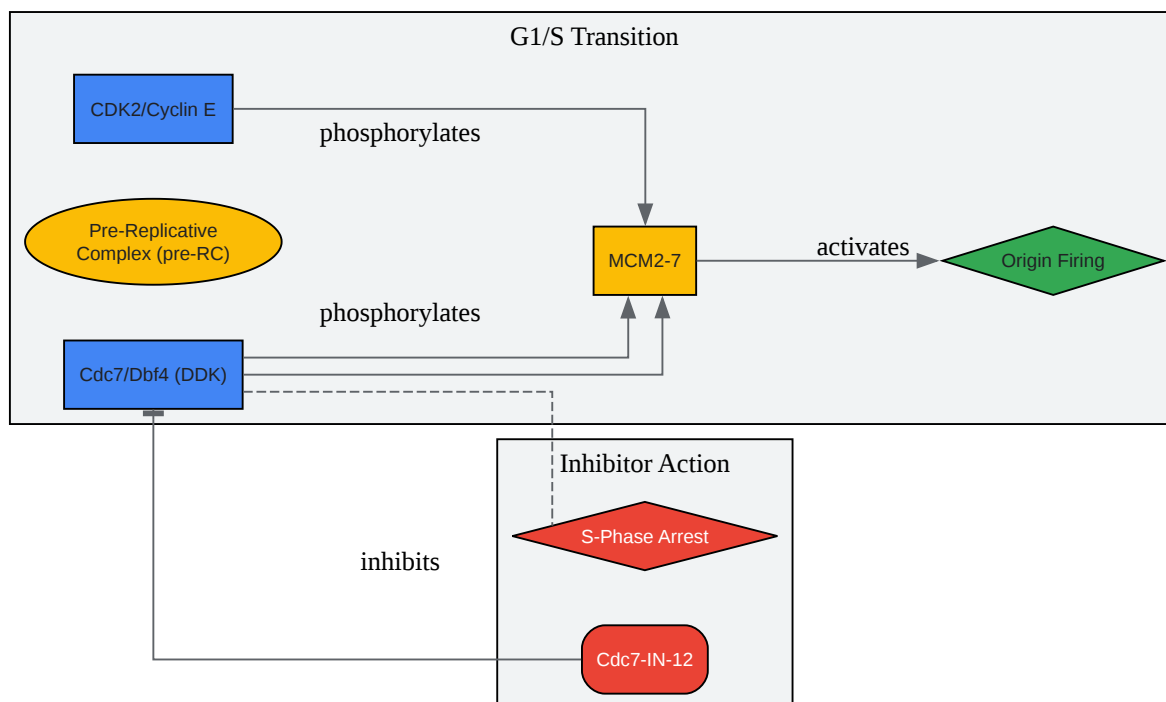 G1/S Transition
CDK2/Cyclin E
phosphorylates
Pre-Replicative
Complex (pre-RC)
MCM2-7
activates
Origin Firing
phosphorylates
Cdc7/Dbf4 (DDK)
Inhibitor Action
S-Phase Arrest
inhibits
Cdc7-IN-12